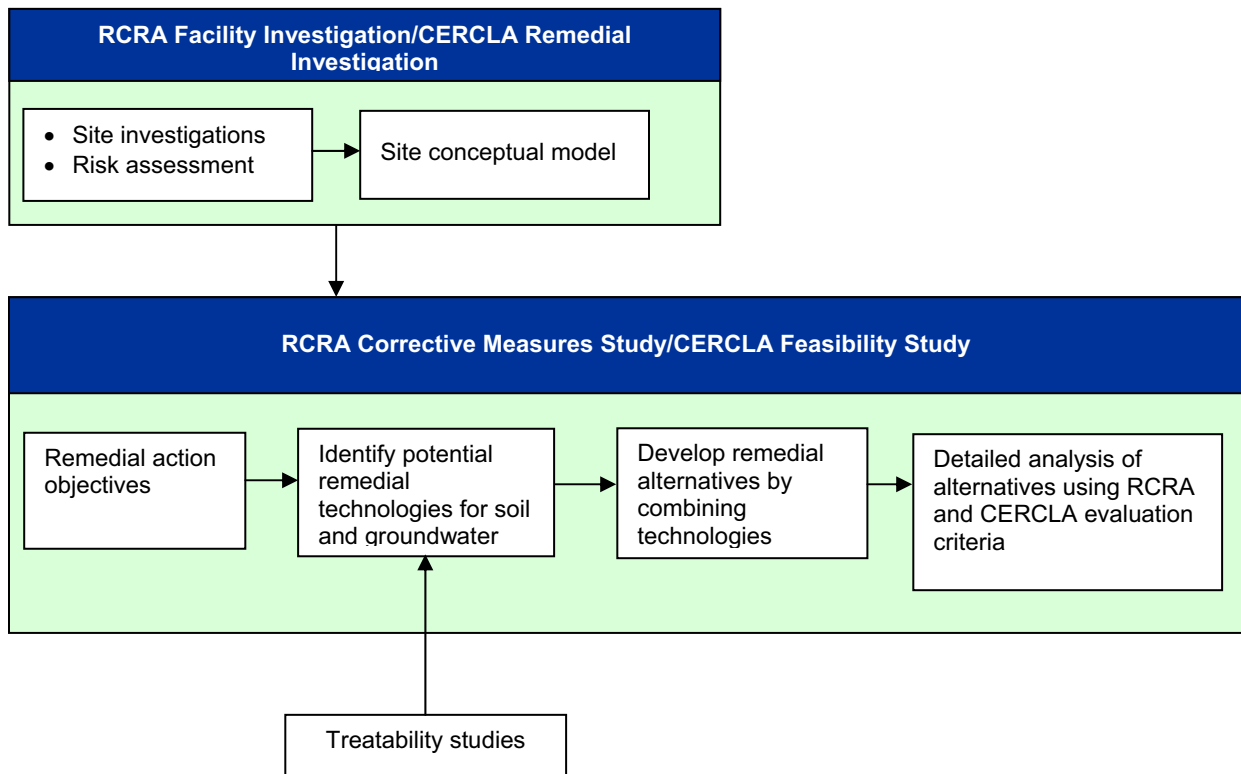 RCRA Facility Investigation/CERCLA Remedial
Investigation
• Site investigations
• Risk assessment
Site conceptual model
RCRA Corrective Measures Study/CERCLA Feasibility Study
Remedial action
objectives
Identify potential
remedial
technologies for soil
and groundwater
Develop remedial
alternatives by
combining
technologies
Detailed analysis of
alternatives using RCRA
and CERCLA evaluation
criteria
Treatability studies